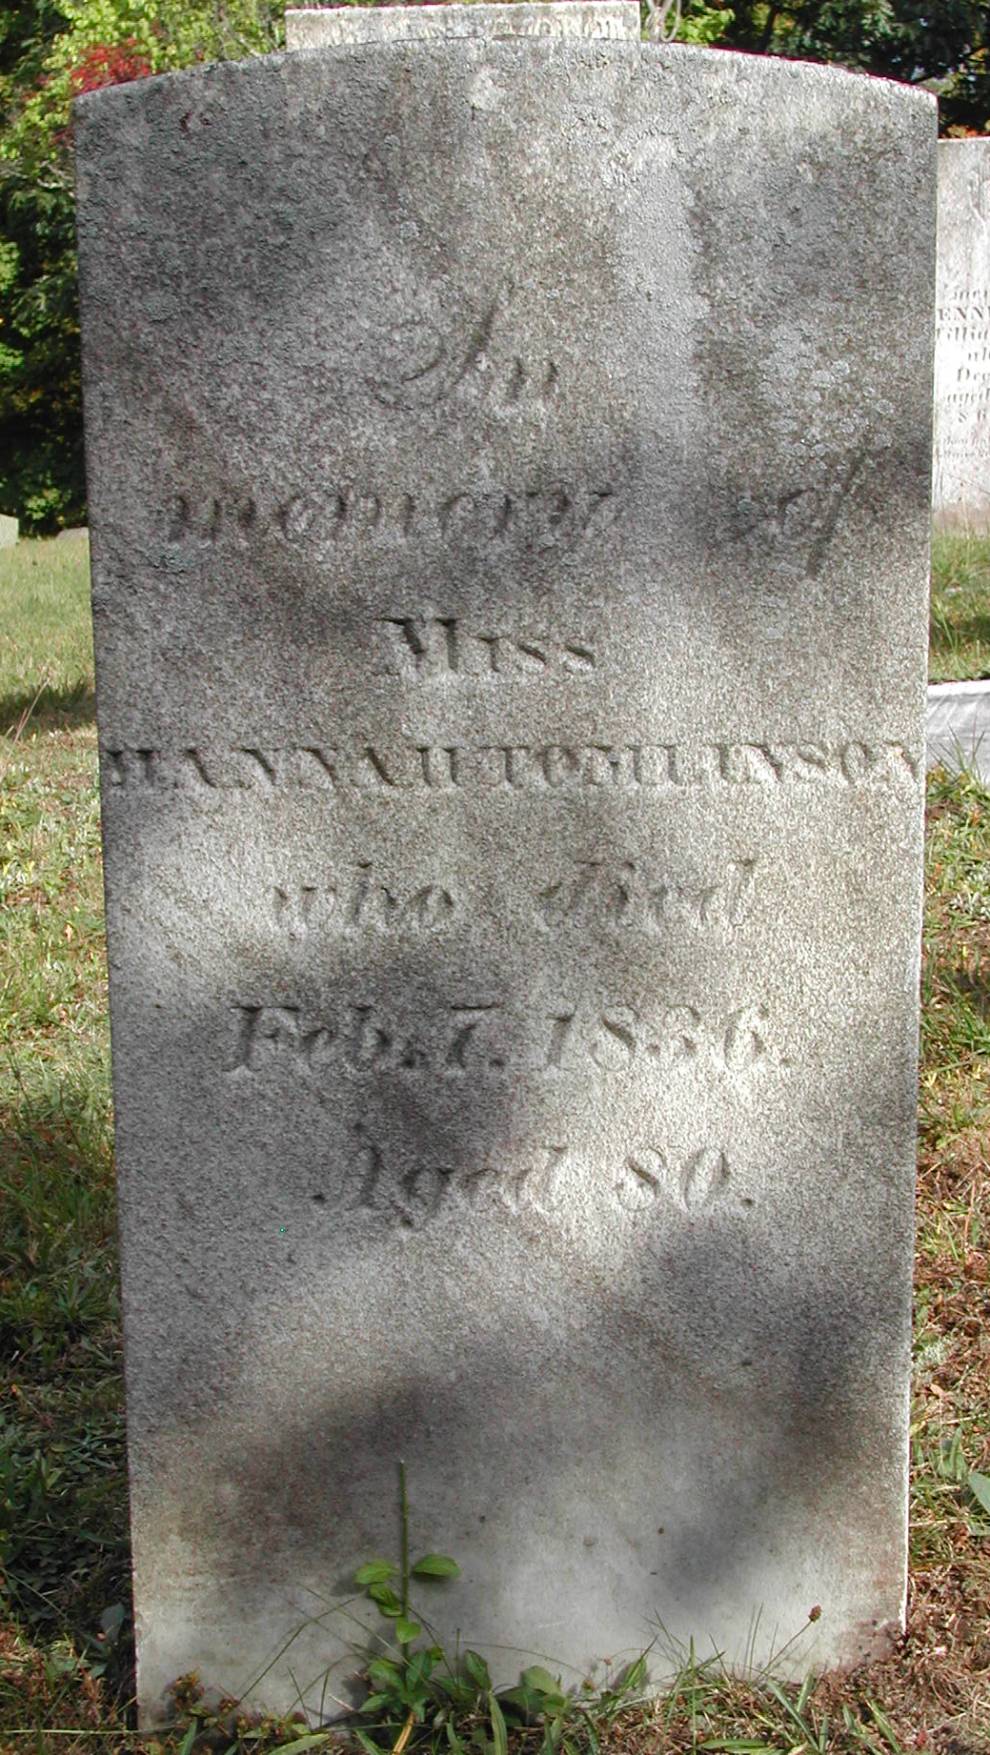 In
memory of
Miss
HANNAH TOMLINSON
who died
Feb. 7. 1836.
Aged 80.